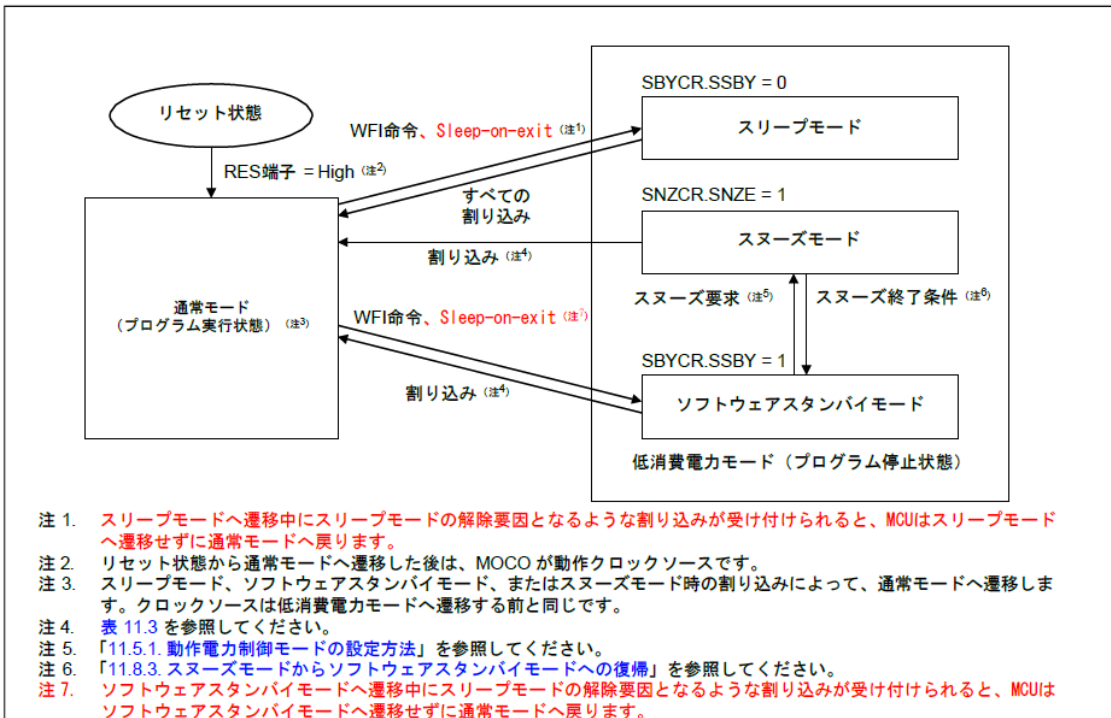 SBYCR.SSBY = 0
リセット状態
スリープモード
WFI命令、Sleep-on-exit (注1)
RES端子 = High (注2)
すべての
割り込み
SNZCR.SNZE = 1
スヌーズモード
割り込み (注4)
スヌーズ要求 (注5)
スヌーズ終了条件 (注6)
通常モード
(プログラム実行状態) (注3)
WFI命令、Sleep-on-exit (注7)
SBYCR.SSBY = 1
割り込み (注4)
ソフトウェアスタンバイモード
低消費電力モード(プログラム停止状態)
注 1. スリープモードへ遷移中にスリープモードの解除要因となるような割り込みが受け付けられると、MCUはスリープモード
へ遷移せずに通常モードへ戻ります。
注 2. リセット状態から通常モードへ遷移した後は、MOCO が動作クロックソースです。
注 3. スリープモード、ソフトウェアスタンバイモード、またはスヌーズモード時の割り込みによって、通常モードへ遷移しま
す。クロックソースは低消費電力モードへ遷移する前と同じです。
注 4. 表 11.3 を参照してください。
注 5. 「11.5.1. 動作電力制御モードの設定方法」を参照してください。
注 6. 「11.8.3. スヌーズモードからソフトウェアスタンバイモードへの復帰」を参照してください。
注 7. ソフトウェアスタンバイモードへ遷移中にスリープモードの解除要因となるような割り込みが受け付けられると、MCUは
ソフトウェアスタンバイモードへ遷移せずに通常モードへ戻ります。